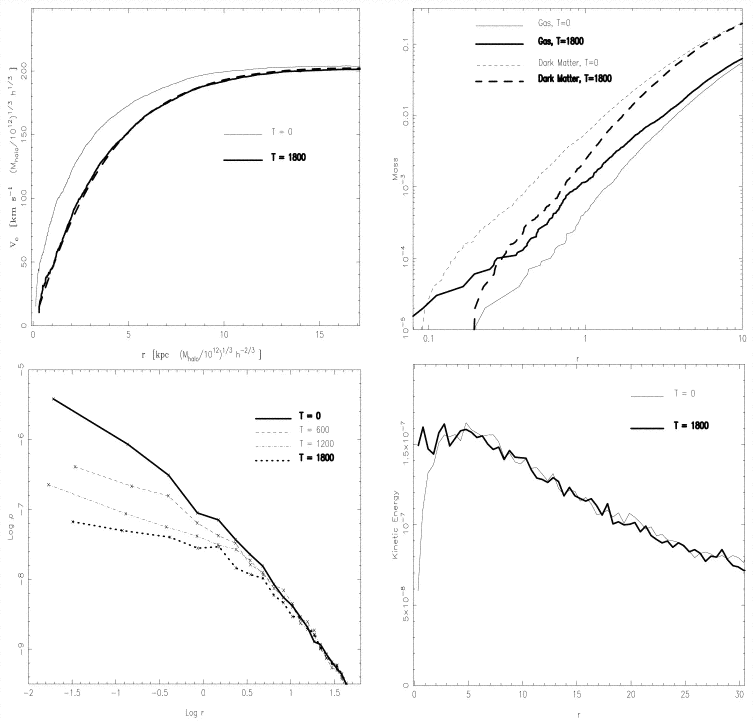 V_c [km s^-1 (M_halo/10^12)^1/3 h^1/3 ]
200
150
100
50
0
T = 0
T = 1800
0
5
10
15
r [kpc (M_halo/10^12)^1/3 h^-2/3 ]
Gas, T=0
Gas, T=1800
Dark Matter, T=0
Dark Matter, T=1800
Mass
0.1
0.01
10^-3
10^-4
10^-5
0.1
1
10
r
Log ρ
-5
-6
-7
-8
-9
T = 0
T = 600
T = 1200
T = 1800
-2
-1.5
-1
-0.5
0
0.5
1
1.5
Log r
Kinetic Energy
1.5×10^-7
10^-7
5×10^-8
0
T = 0
T = 1800
0
5
10
15
20
25
30
r